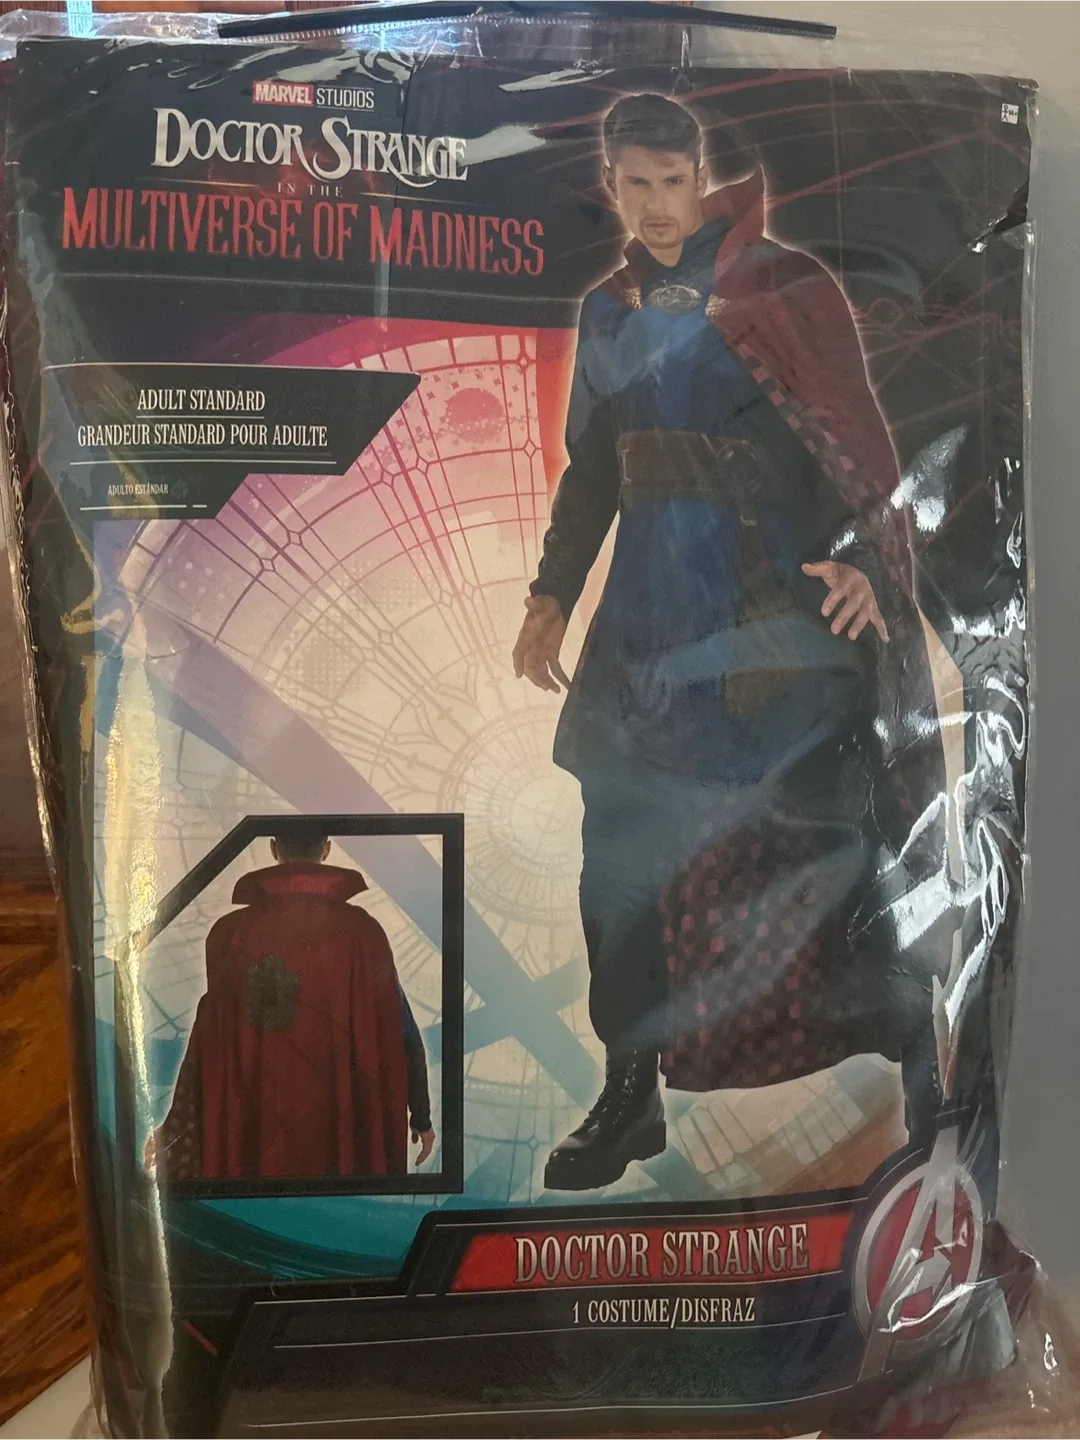 MARVEL STUDIOS
DOCTOR STRANGE
IN THE
MULTIVERSE OF MADNESS
ADULT STANDARD
GRANDEUR STANDARD POUR ADULTE
ADULTO ESTÁNDAR
DOCTOR STRANGE
1 COSTUME/DISFRAZ